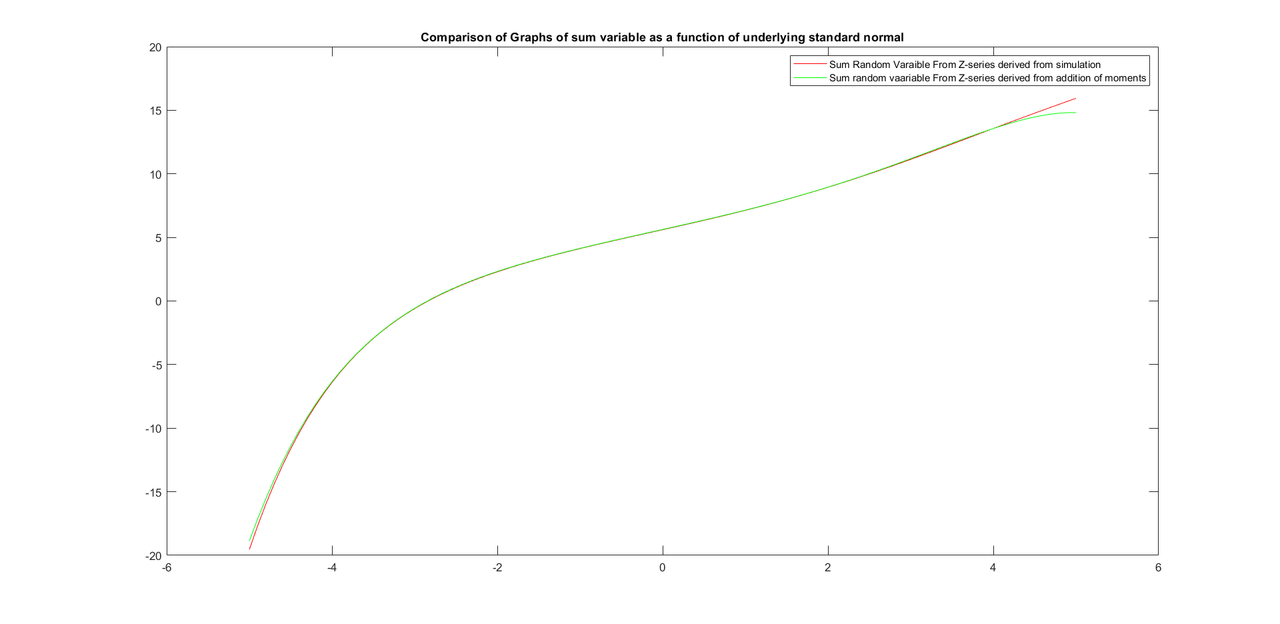 Comparison of Graphs of sum variable as a function of underlying standard normal
Sum Random Varaible From Z-series derived from simulation
Sum random vaariable From Z-series derived from addition of moments
20
15
10
5
0
-5
-10
-15
-20
-6 -4 -2 0 2 4 6